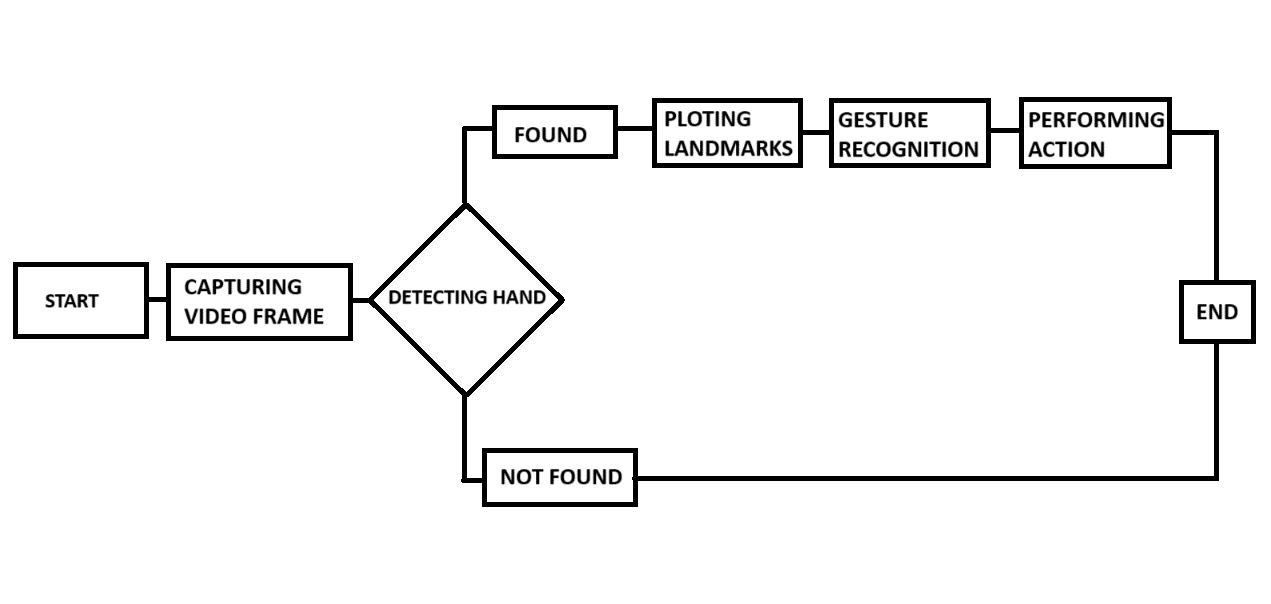 START
CAPTURING
VIDEO FRAME
DETECTING HAND
FOUND
PLOTING
LANDMARKS
GESTURE
RECOGNITION
PERFORMING
ACTION
NOT FOUND
END